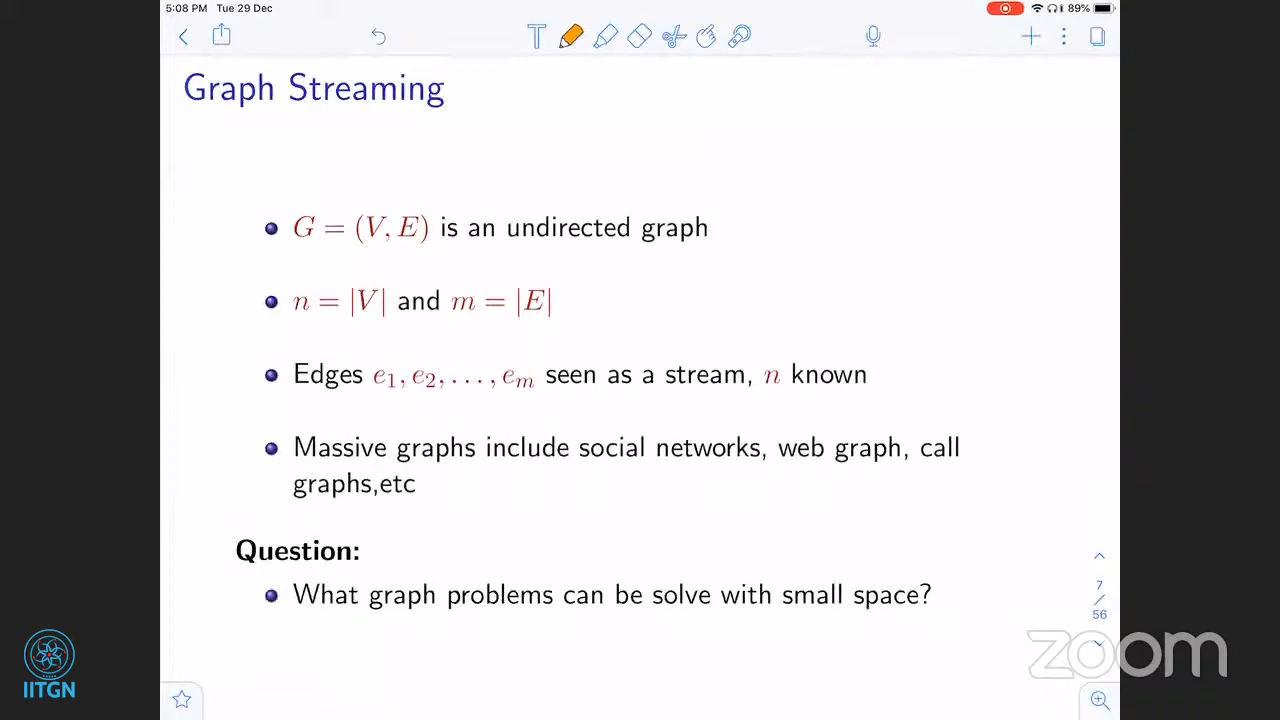 5:08 PM Tue 29 Dec
89%
T
Graph Streaming
G = (V, E) is an undirected graph
n = |V| and m = |E|
Edges e₁, e₂, . . . , eₘ seen as a stream, n known
Massive graphs include social networks, web graph, call
graphs,etc
Question:
What graph problems can be solve with small space?
7
/
56
zoom
IITGN